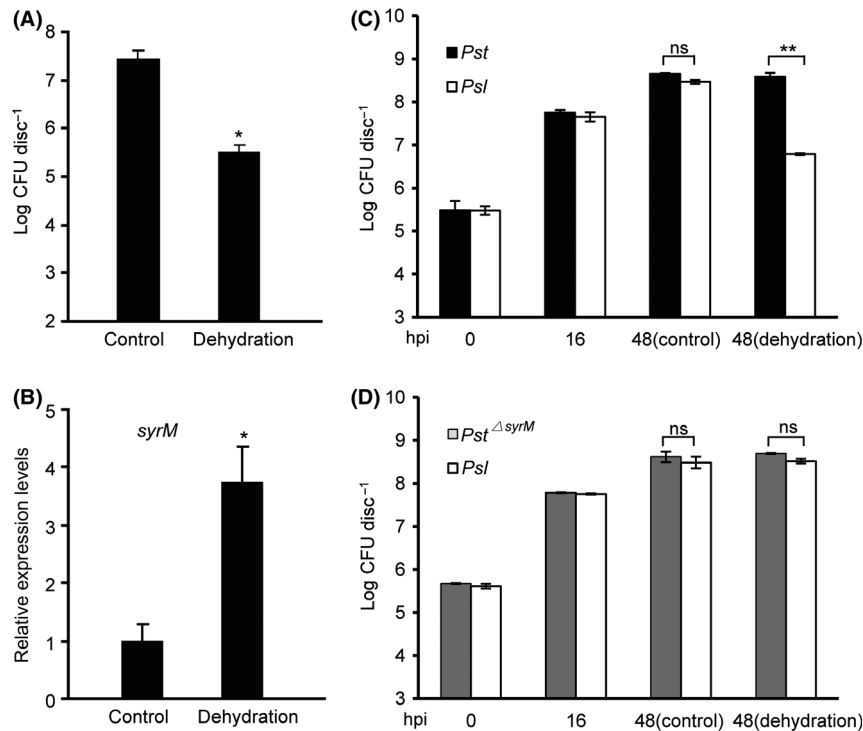 (A)
Log CFU disc⁻¹
8
7
6
5
4
3
2
*
Control Dehydration
(B)
Relative expression levels
5
4
3
2
1
0
syrM
*
Control Dehydration
(C)
Log CFU disc⁻¹
10
9
8
7
6
5
4
3
Pst
Psl
ns
**
hpi 0 16 48(control) 48(dehydration)
(D)
Log CFU disc⁻¹
10
9
8
7
6
5
4
3
Pst△syrM
Psl
ns
ns
hpi 0 16 48(control) 48(dehydration)